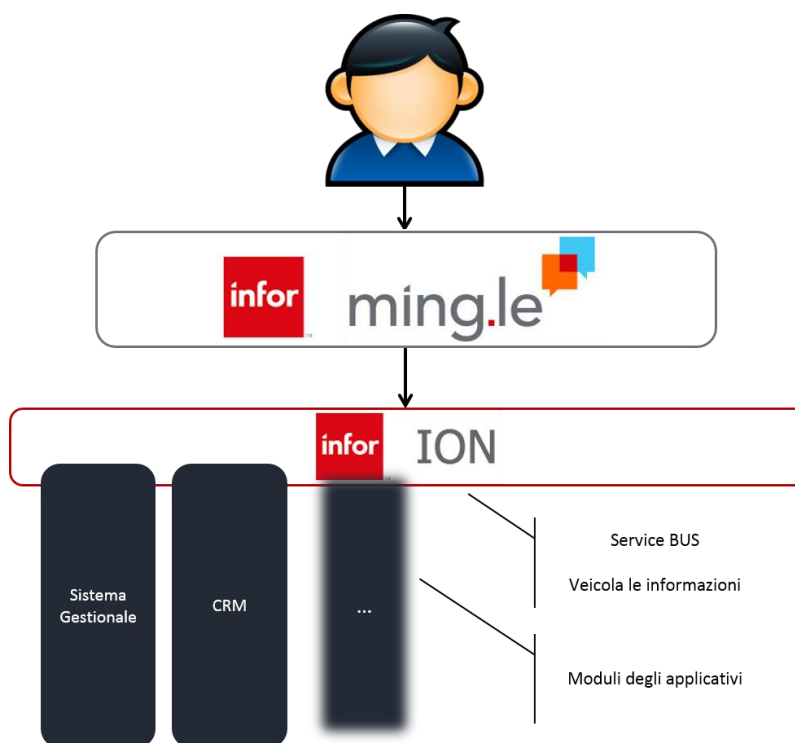 infor
ming.le
infor
ION
Service BUS
Veicola le informazioni
Sistema
Gestionale
CRM
...
Moduli degli applicativi